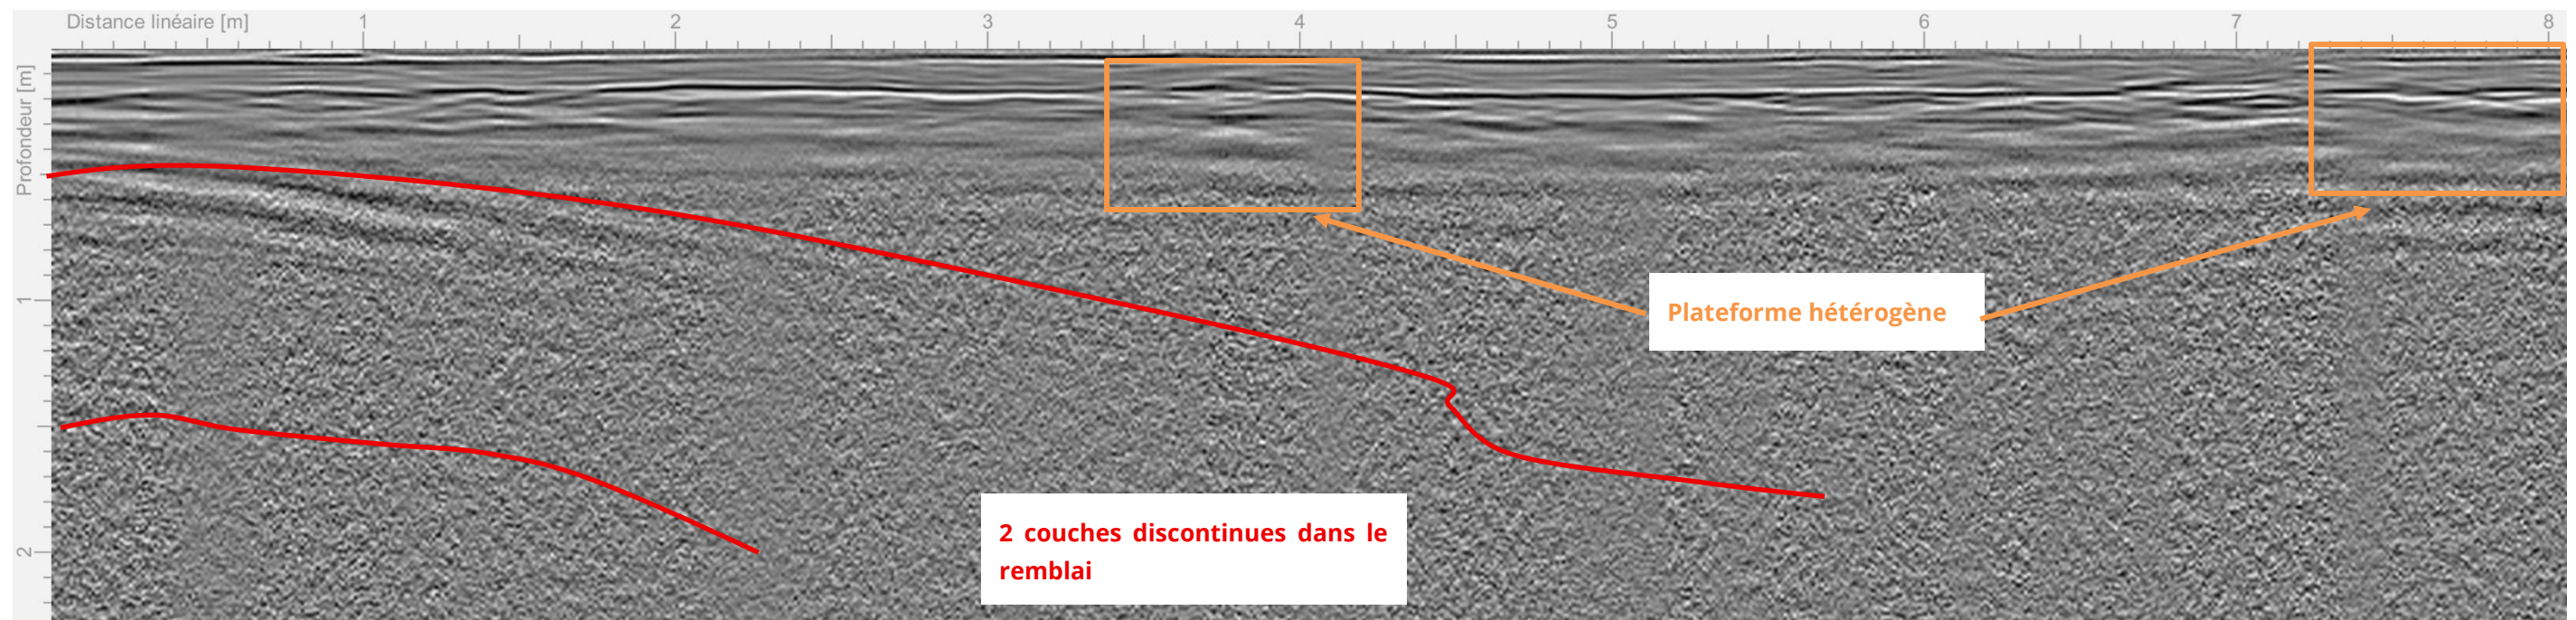 Distance linéaire [m] 1 2 3 4 5 6 7 8
Profondeur [m]
1
2
Plateforme hétérogène
2 couches discontinues dans le
remblai